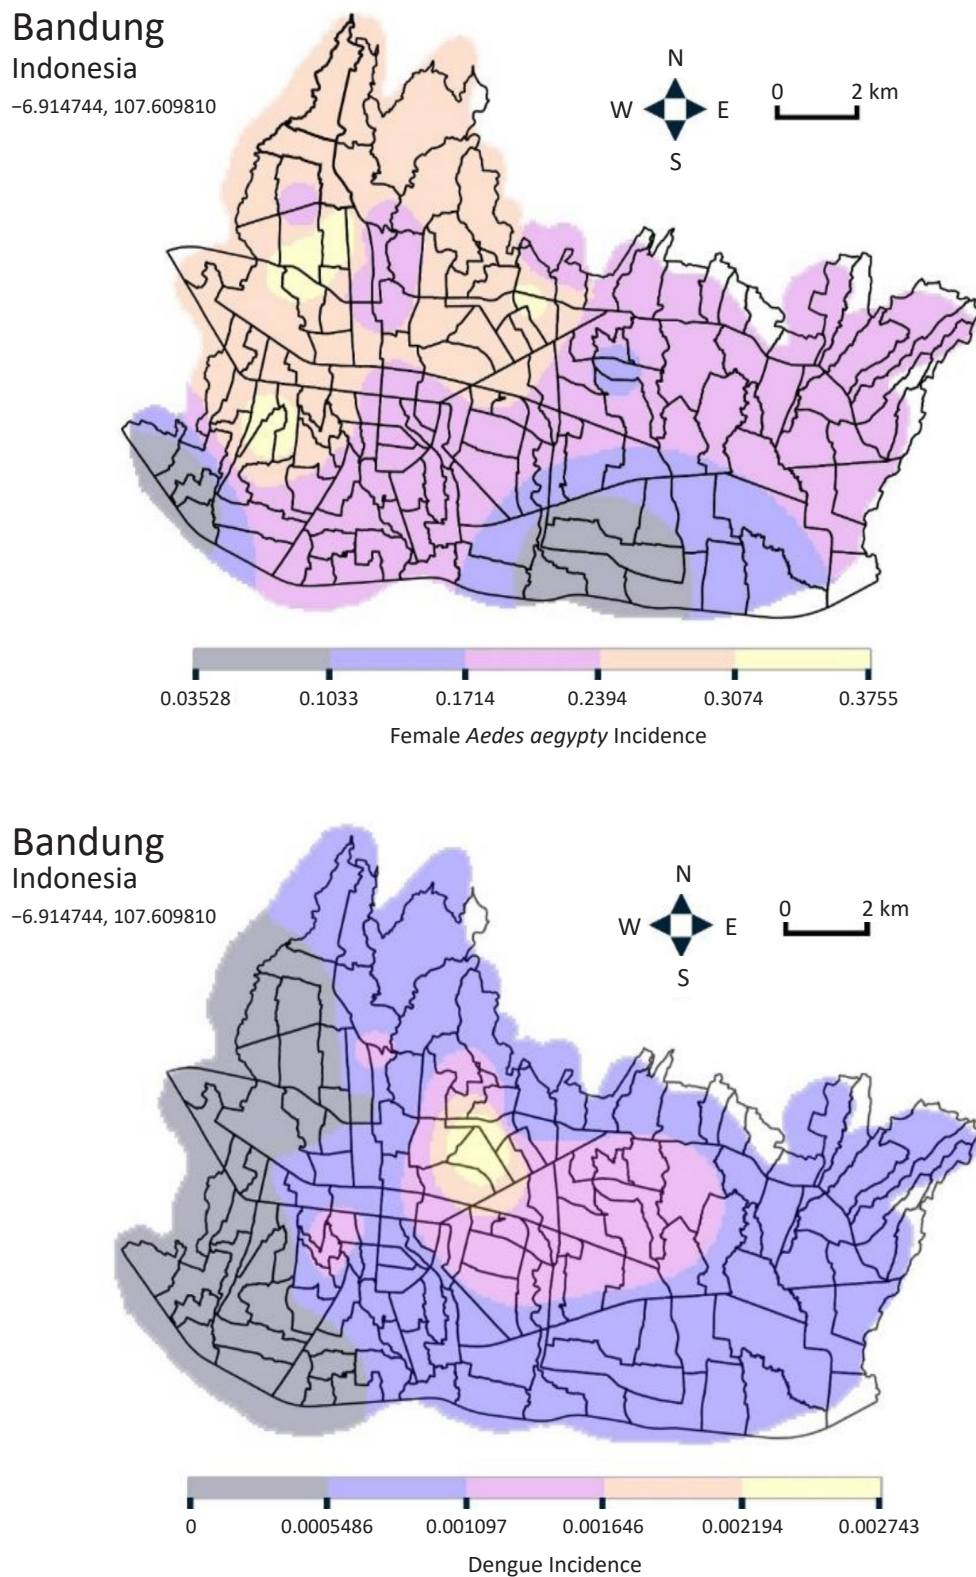 Bandung
Indonesia
−6.914744, 107.609810
N
W E
S
0 2 km
0.03528 0.1033 0.1714 0.2394 0.3074 0.3755
Female Aedes aegypty Incidence
Bandung
Indonesia
−6.914744, 107.609810
N
W E
S
0 2 km
0 0.0005486 0.001097 0.001646 0.002194 0.002743
Dengue Incidence